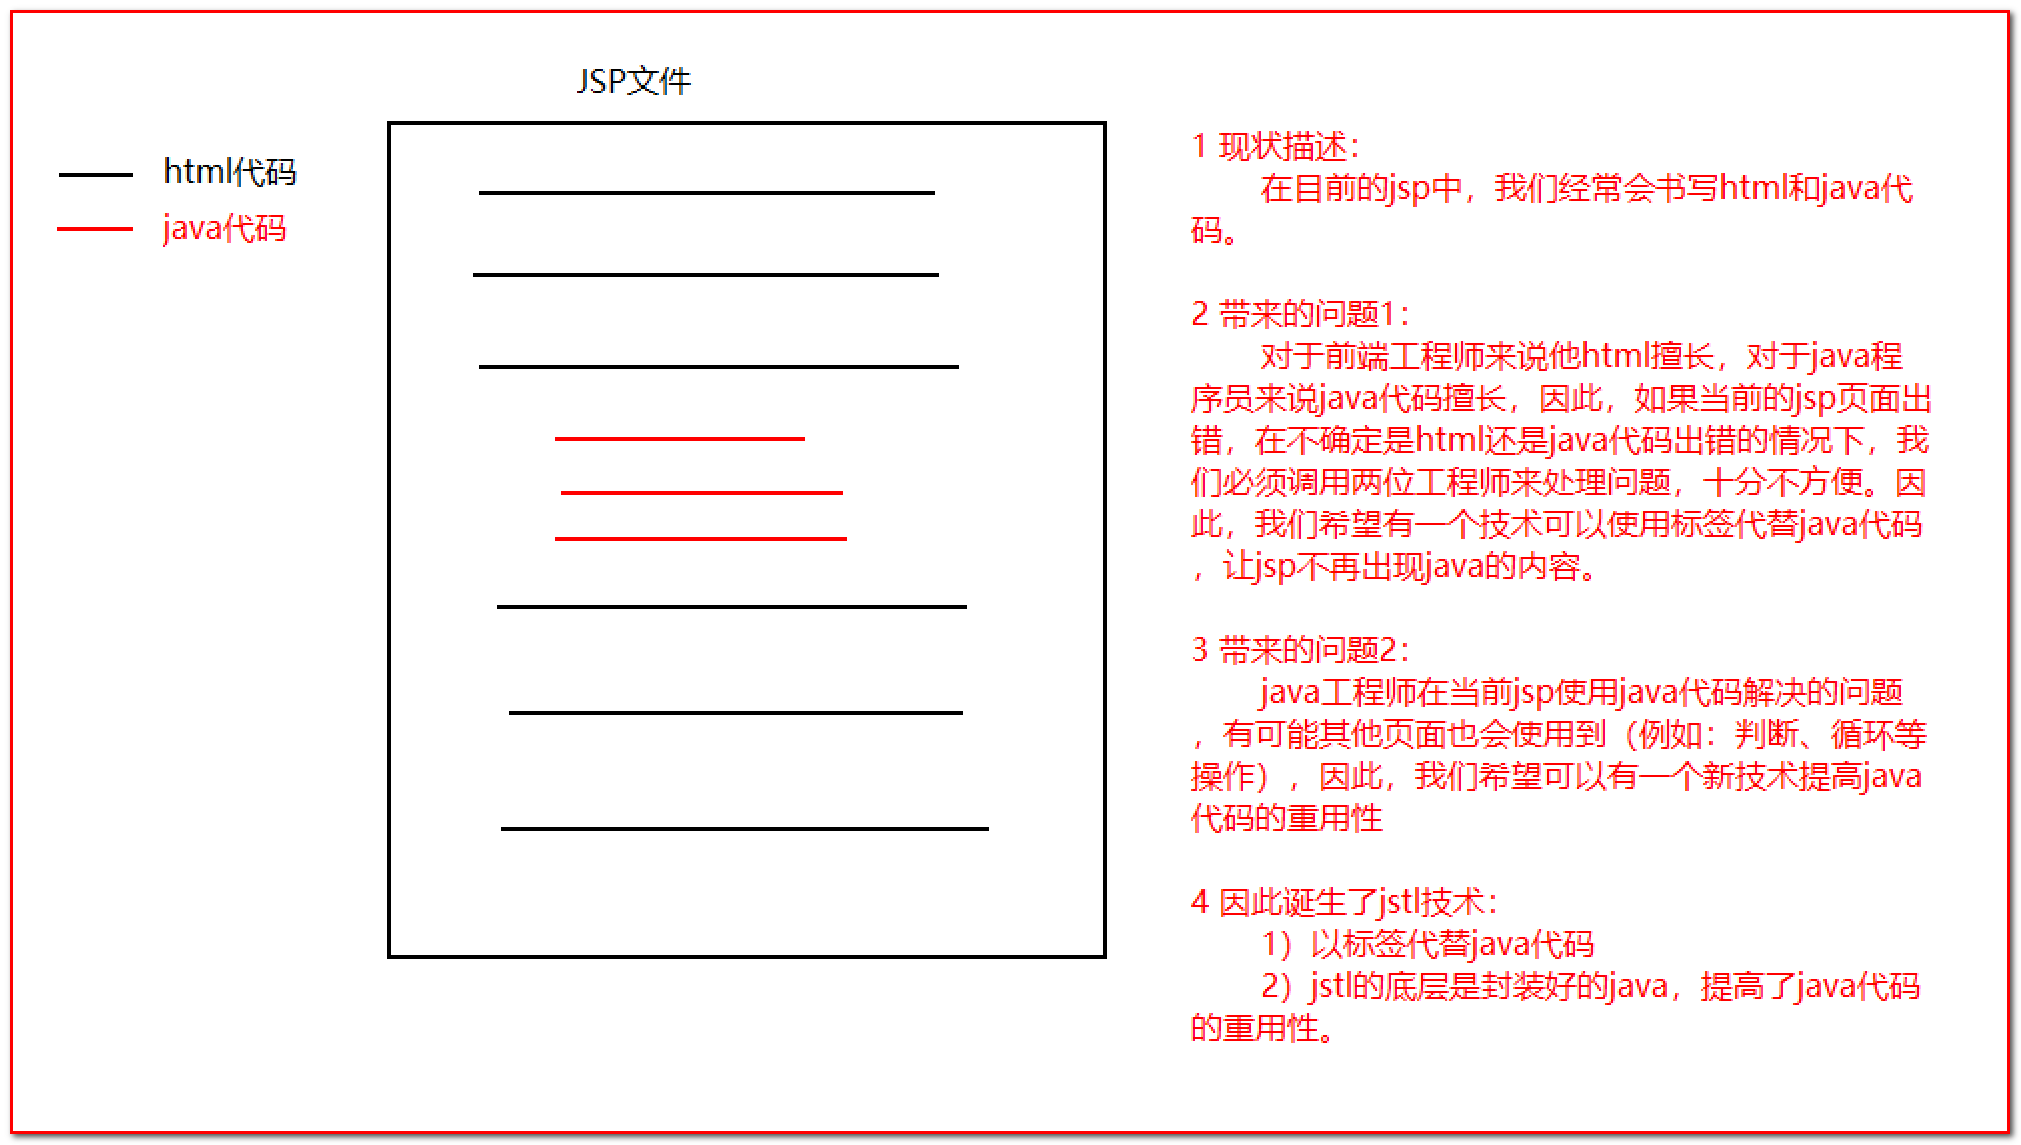 JSP文件
html代码
java代码
1 现状描述：
在目前的jsp中，我们经常会书写html和java代
码。
2 带来的问题1：
对于前端工程师来说他html擅长，对于java程
序员来说java代码擅长，因此，如果当前的jsp页面出
错，在不确定是html还是java代码出错的情况下，我
们必须调用两位工程师来处理问题，十分不方便。因
此，我们希望有一个技术可以使用标签代替java代码
，让jsp不再出现java的内容。
3 带来的问题2：
java工程师在当前jsp使用java代码解决的问题
，有可能其他页面也会使用到（例如：判断、循环等
操作），因此，我们希望可以有一个新技术提高java
代码的重用性
4 因此诞生了jstl技术：
1）以标签代替java代码
2）jstl的底层是封装好的java，提高了java代码
的重用性。